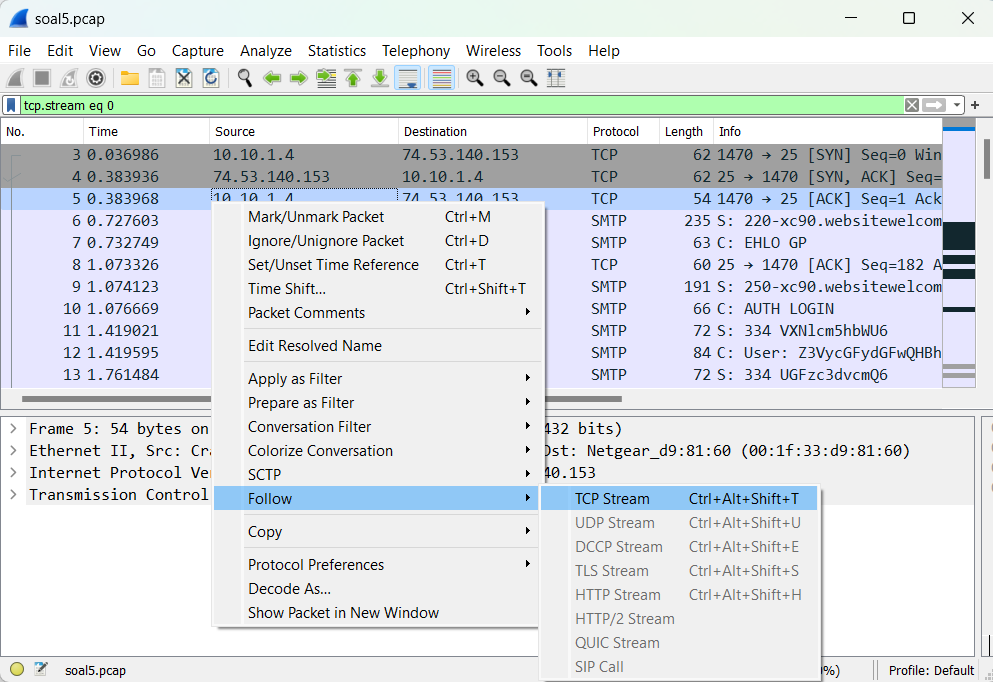 soal5.pcap
File Edit View Go Capture Analyze Statistics Telephony Wireless Tools Help
tcp.stream eq 0
No. Time Source Destination Protocol Length Info
3 0.036986 10.10.1.4 74.53.140.153 TCP 62 1470 → 25 [SYN] Seq=0 Win
4 0.383936 74.53.140.153 10.10.1.4 TCP 62 25 → 1470 [SYN, ACK] Seq=
5 0.383968 10.10.1.4 74.53.140.153 TCP 54 1470 → 25 [ACK] Seq=1 Ack
6 0.727603 SMTP 235 S: 220-xc90.websitewelcom
7 0.732749 SMTP 63 C: EHLO GP
8 1.073326 TCP 60 25 → 1470 [ACK] Seq=182 A
9 1.074123 SMTP 191 S: 250-xc90.websitewelcom
10 1.076669 SMTP 66 C: AUTH LOGIN
11 1.419021 SMTP 72 S: 334 VXNlcm5hbWU6
12 1.419595 SMTP 84 C: User: Z3VycGFydGFwQHBh
13 1.761484 SMTP 72 S: 334 UGFzc3dvcmQ6
Mark/Unmark Packet Ctrl+M
Ignore/Unignore Packet Ctrl+D
Set/Unset Time Reference Ctrl+T
Time Shift... Ctrl+Shift+T
Packet Comments
Edit Resolved Name
Apply as Filter
Prepare as Filter
Conversation Filter
Colorize Conversation
SCTP
Follow
Copy
Protocol Preferences
Decode As...
Show Packet in New Window
TCP Stream Ctrl+Alt+Shift+T
UDP Stream Ctrl+Alt+Shift+U
DCCP Stream Ctrl+Alt+Shift+E
TLS Stream Ctrl+Alt+Shift+S
HTTP Stream Ctrl+Alt+Shift+H
HTTP/2 Stream
QUIC Stream
SIP Call
Frame 5: 54 bytes on 432 bits)
Ethernet II, Src: Cr Dst: Netgear_d9:81:60 (00:1f:33:d9:81:60)
Internet Protocol Ve 40.153
Transmission Control
soal5.pcap %) Profile: Default